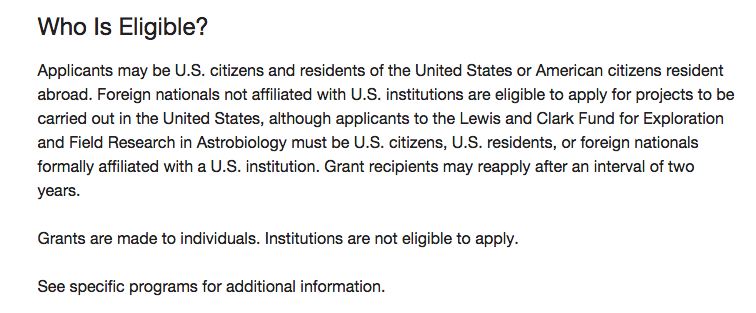 Who Is Eligible?
Applicants may be U.S. citizens and residents of the United States or American citizens resident
abroad. Foreign nationals not affiliated with U.S. institutions are eligible to apply for projects to be
carried out in the United States, although applicants to the Lewis and Clark Fund for Exploration
and Field Research in Astrobiology must be U.S. citizens, U.S. residents, or foreign nationals
formally affiliated with a U.S. institution. Grant recipients may reapply after an interval of two
years.
Grants are made to individuals. Institutions are not eligible to apply.
See specific programs for additional information.